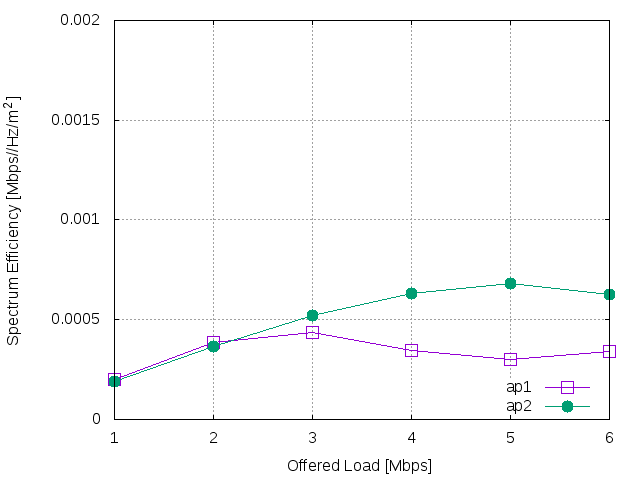 0.002
0.0015
0.001
0.0005
0
Spectrum Efficiency [Mbps//Hz/m²]
1 2 3 4 5 6
Offered Load [Mbps]
ap1
ap2